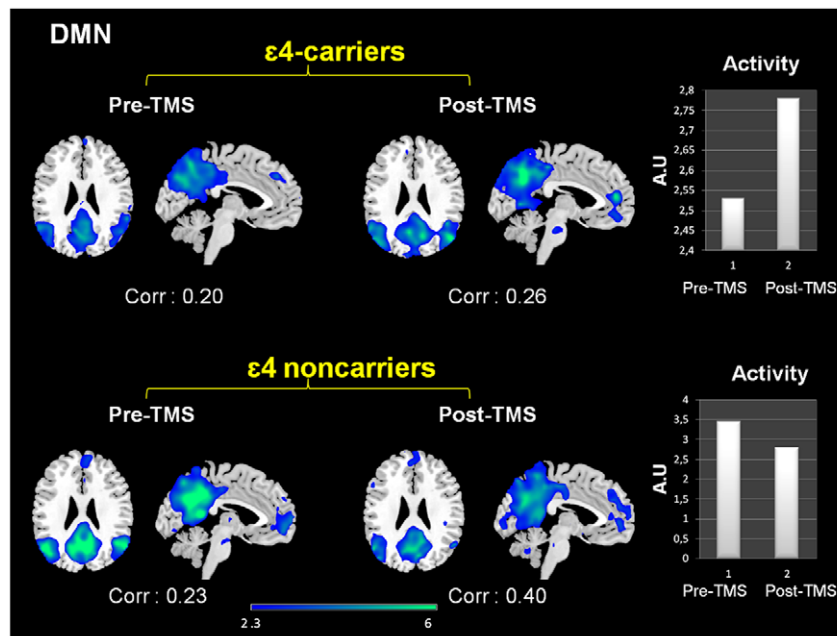 DMN
ε4-carriers
Pre-TMS
Post-TMS
Corr : 0.20
Corr : 0.26
Activity
A.U
2,8
2,75
2,7
2,65
2,6
2,55
2,5
2,45
2,4
1
2
Pre-TMS
Post-TMS
ε4 noncarriers
Pre-TMS
Post-TMS
Corr : 0.23
Corr : 0.40
2.3
6
Activity
A.U
4
3,5
3
2,5
2
1,5
1
0,5
0
1
2
Pre-TMS
Post-TMS